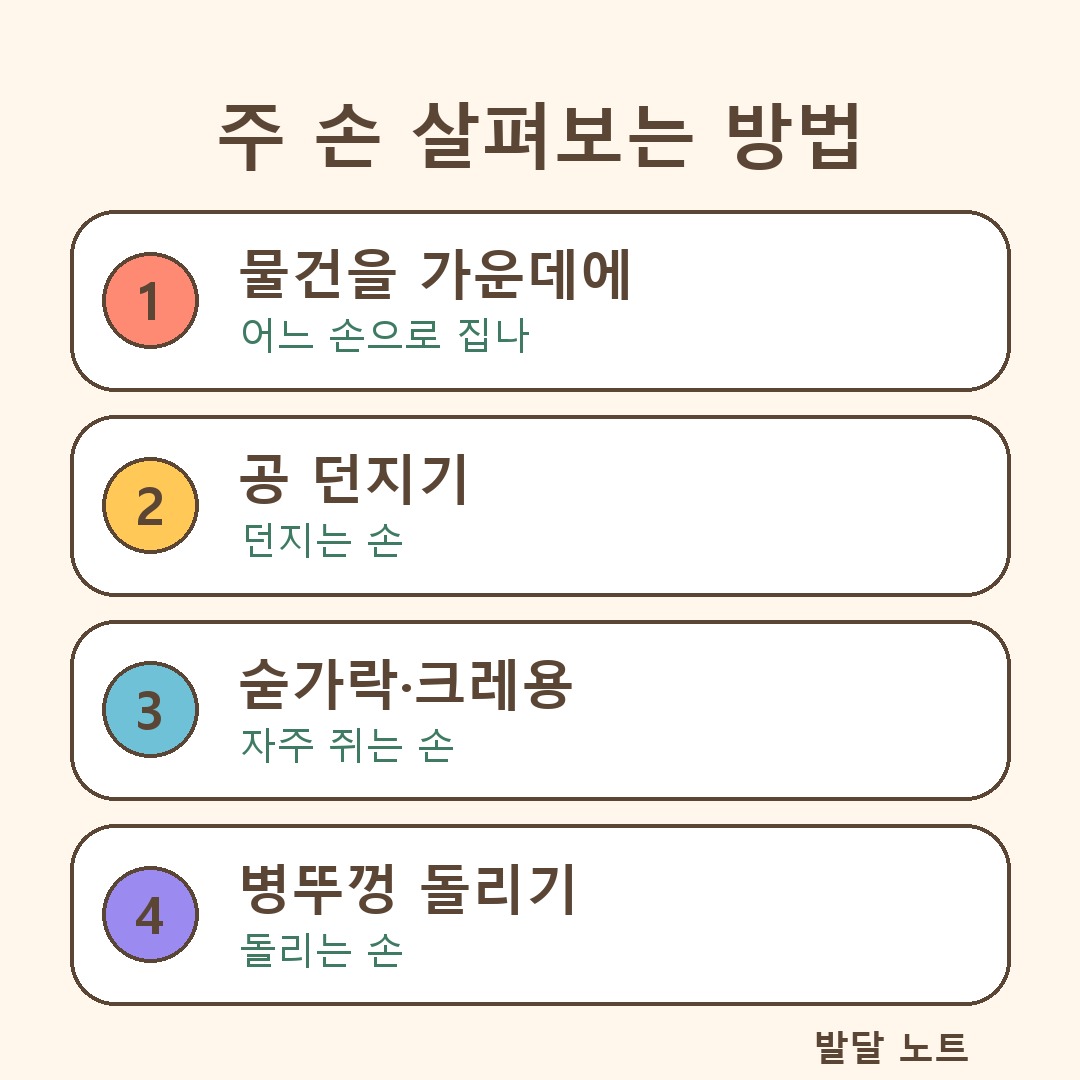 주 손 살펴보는 방법
1
물건을 가운데에
어느 손으로 집나
2
공 던지기
던지는 손
3
숟가락·크레용
자주 쥐는 손
4
병뚜껑 돌리기
돌리는 손
발달 노트